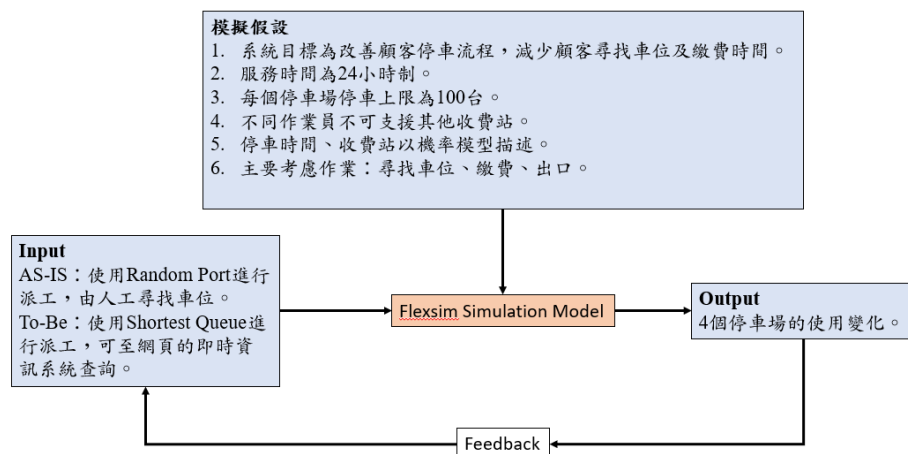 模擬假設
1. 系統目標為改善顧客停車流程，減少顧客尋找車位及繳費時間。
2. 服務時間為24小時制。
3. 每個停車場停車上限為100台。
4. 不同作業員不可支援其他收費站。
5. 停車時間、收費站以機率模型描述。
6. 主要考慮作業：尋找車位、繳費、出口。
Input
AS-IS：使用Random Port進行
派工，由人工尋找車位。
To-Be：使用Shortest Queue進
行派工，可至網頁的即時資
訊系統查詢。
Flexsim Simulation Model
Output
4個停車場的使用變化。
Feedback